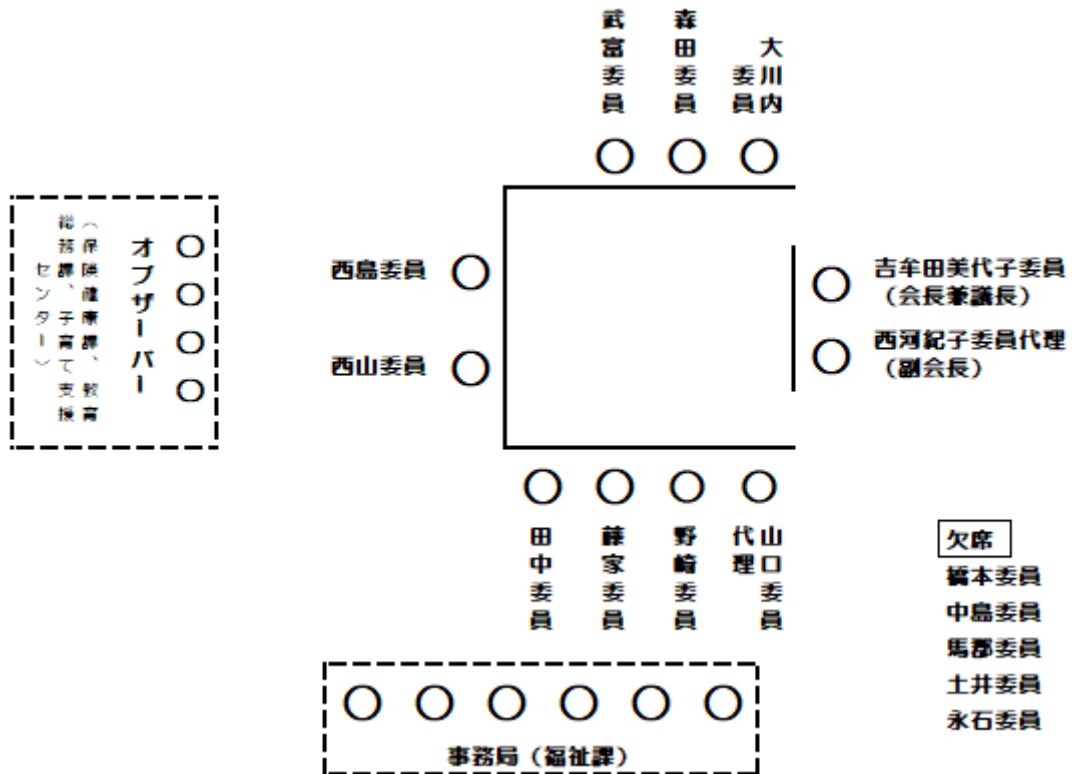 武富委員
森田委員
大川内
委員
オブザーバー
（保険健康課、教育
総務課、子育て支援
センター）
西島委員
西山委員
吉牟田美代子委員
（会長兼議長）
西河紀子委員代理
（副会長）
田中委員
藤家委員
野崎委員
山口委員
代理
欠席
橋本委員
中島委員
馬郡委員
土井委員
永石委員
事務局（福祉課）